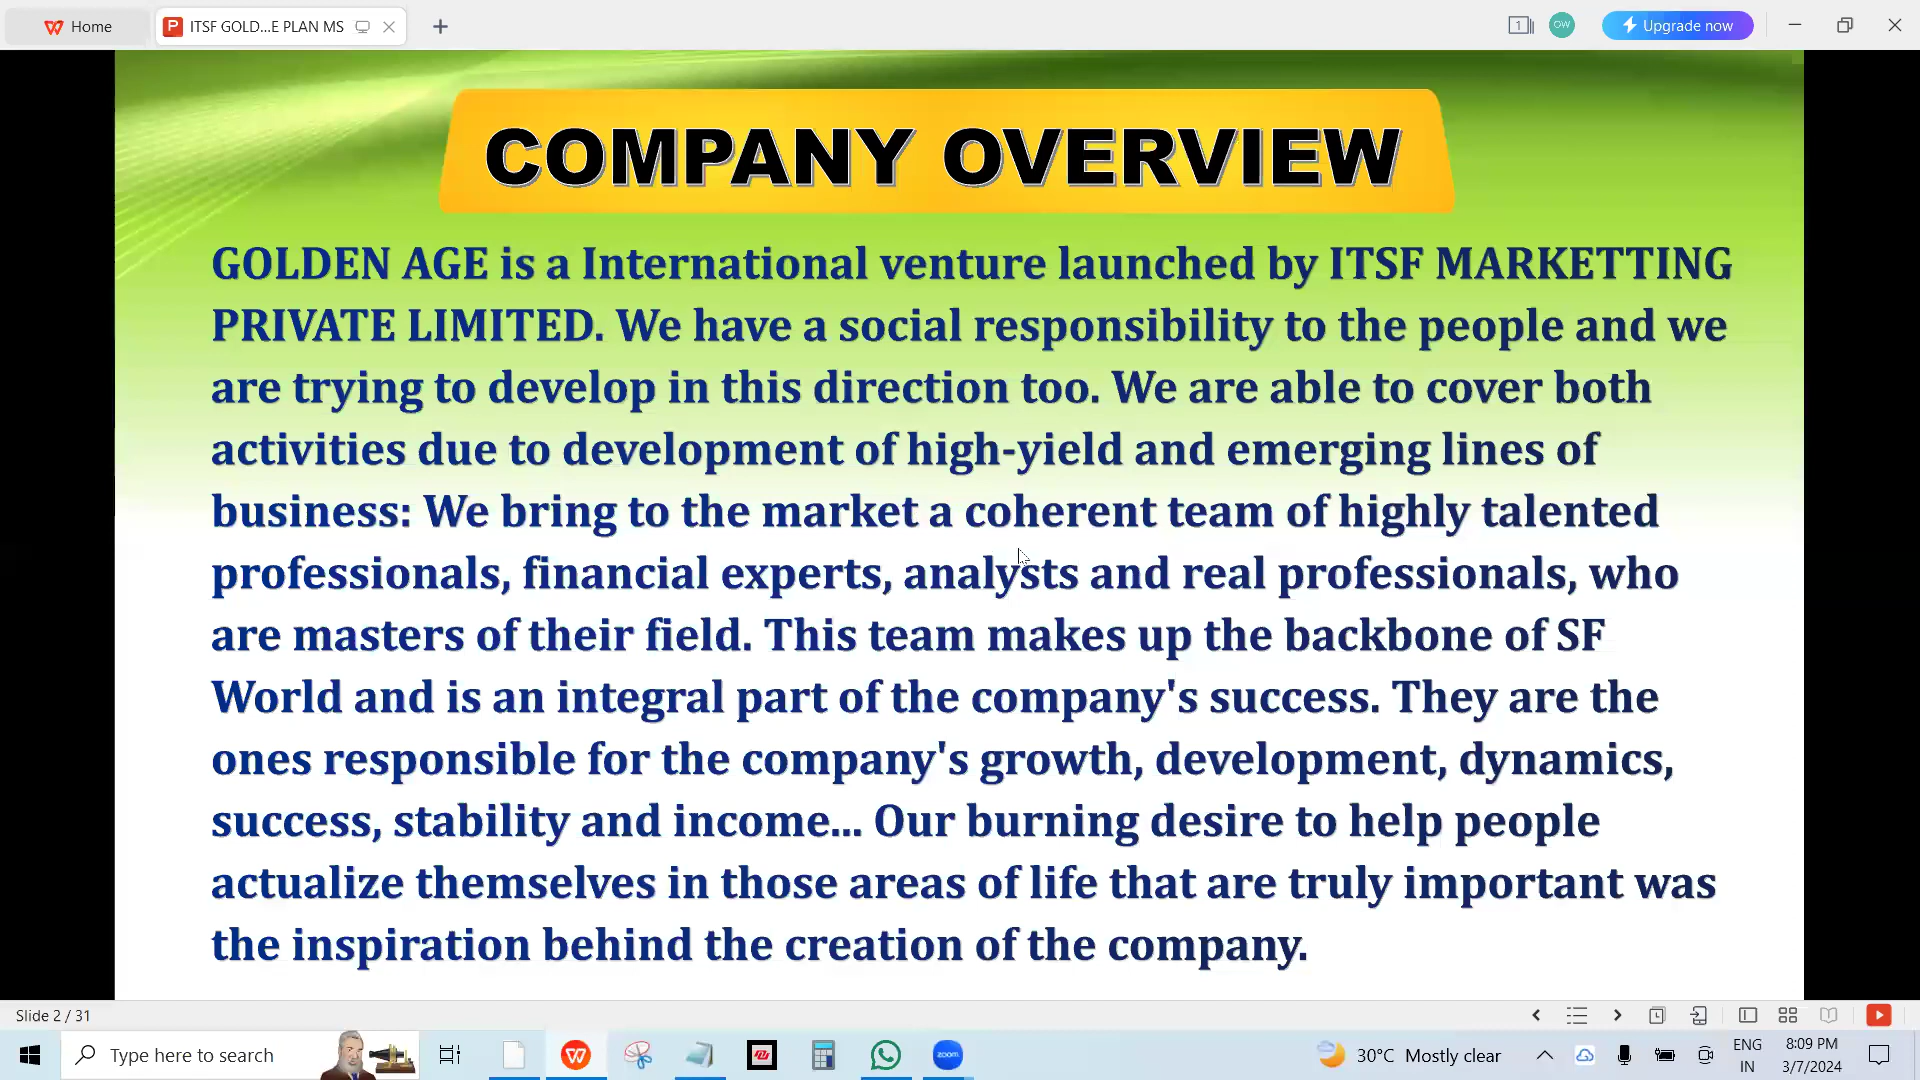 Home
ITSF GOLD...E PLAN MS
1
OW
Upgrade now
COMPANY OVERVIEW
GOLDEN AGE is a International venture launched by ITSF MARKETTING
PRIVATE LIMITED. We have a social responsibility to the people and we
are trying to develop in this direction too. We are able to cover both
activities due to development of high-yield and emerging lines of
business: We bring to the market a coherent team of highly talented
professionals, financial experts, analysts and real professionals, who
are masters of their field. This team makes up the backbone of SF
World and is an integral part of the company's success. They are the
ones responsible for the company's growth, development, dynamics,
success, stability and income... Our burning desire to help people
actualize themselves in those areas of life that are truly important was
the inspiration behind the creation of the company.
Slide 2 / 31
Type here to search
zoom
30°C Mostly clear
ENG
IN
8:09 PM
3/7/2024